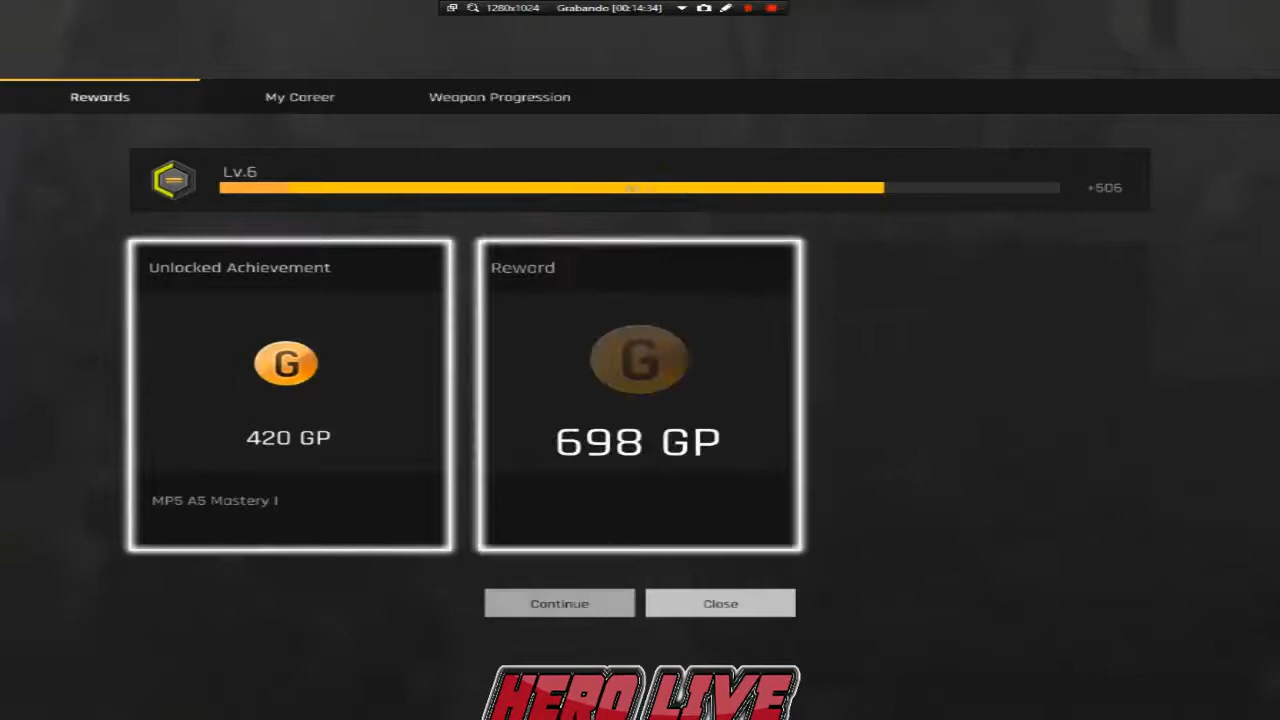 1280x1024 Grabando [00:14:34]
Rewards My Career Weapon Progression
Lv.6
+506
Unlocked Achievement
G
420 GP
MP5 A5 Mastery I
Reward
G
698 GP
Continue Close
HERO LIVE